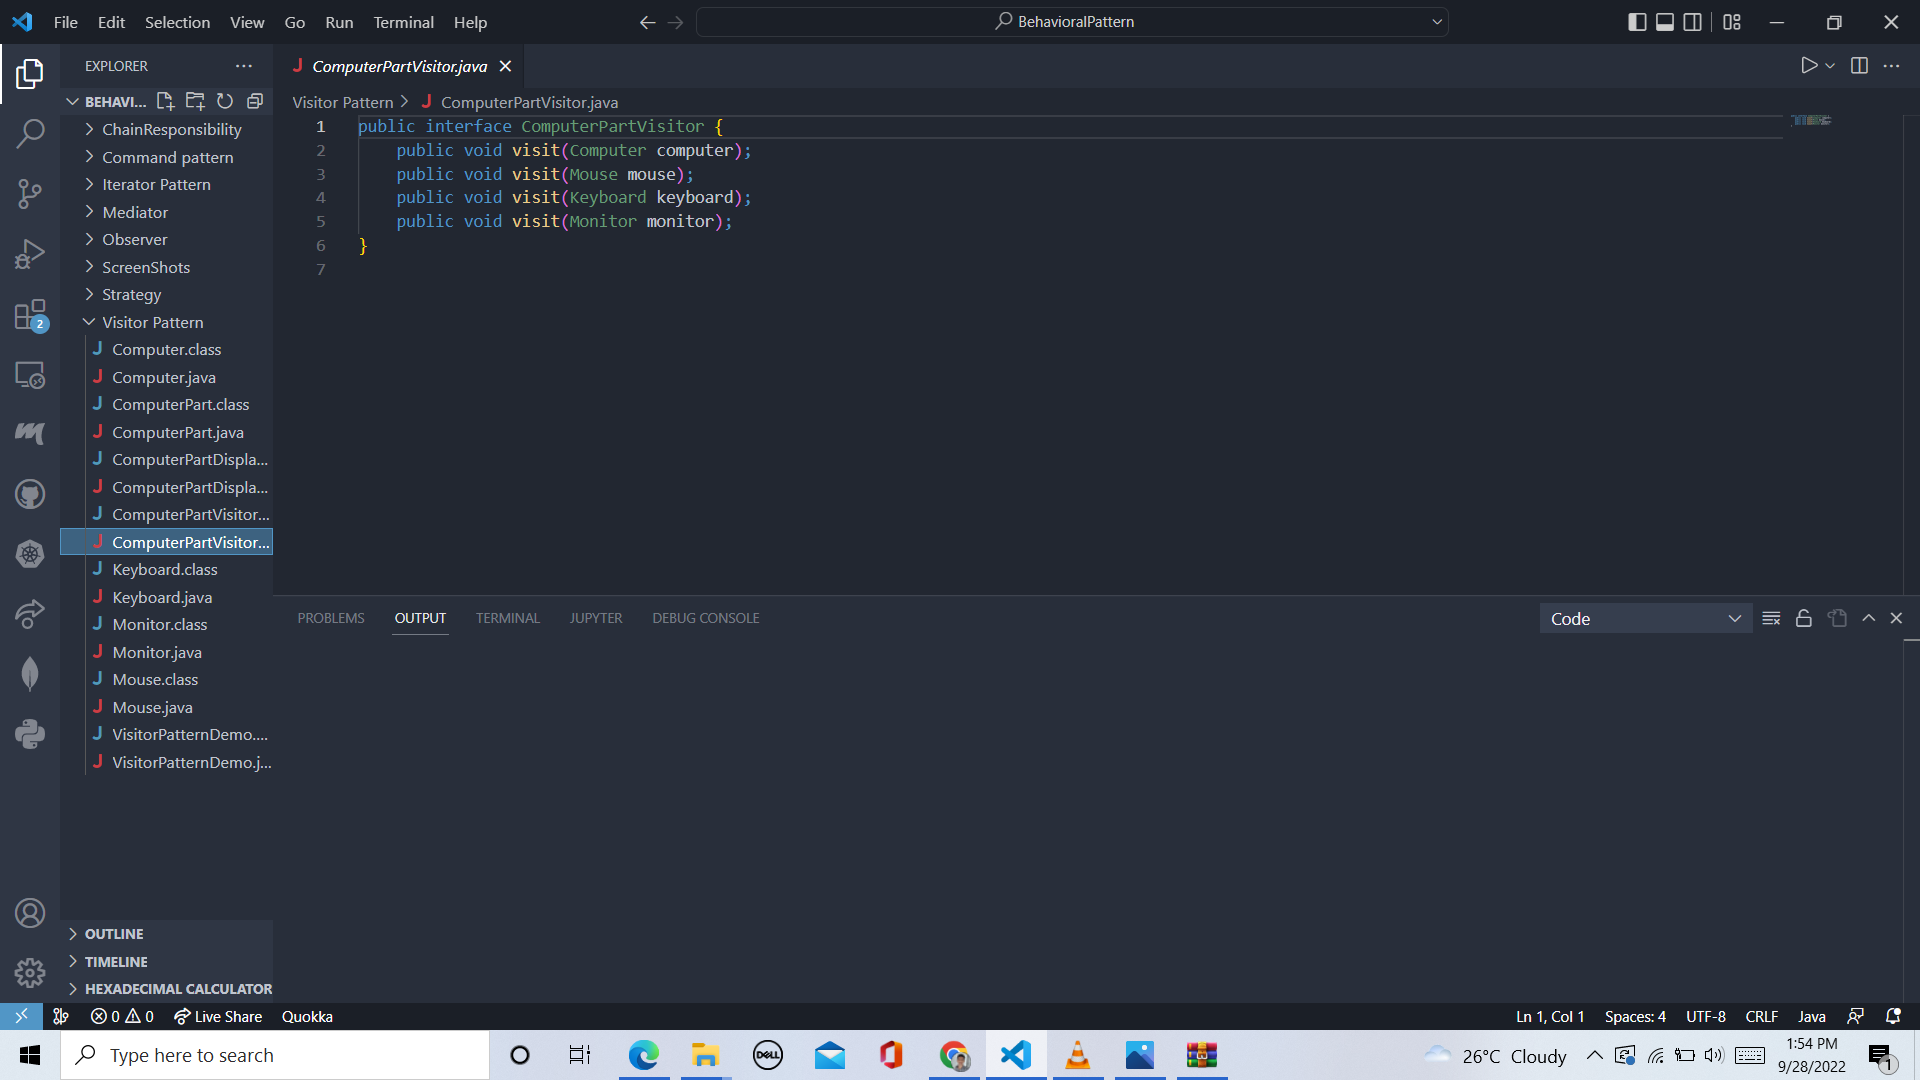 File Edit Selection View Go Run Terminal Help
BehavioralPattern
EXPLORER
BEHAVI...
ChainResponsibility
Command pattern
Iterator Pattern
Mediator
Observer
ScreenShots
Strategy
Visitor Pattern
J Computer.class
J Computer.java
J ComputerPart.class
J ComputerPart.java
J ComputerPartDispla...
J ComputerPartDispla...
J ComputerPartVisitor...
J ComputerPartVisitor...
J Keyboard.class
J Keyboard.java
J Monitor.class
J Monitor.java
J Mouse.class
J Mouse.java
J VisitorPatternDemo....
J VisitorPatternDemo.j...
OUTLINE
TIMELINE
HEXADECIMAL CALCULATOR
2
J ComputerPartVisitor.java
Visitor Pattern > J ComputerPartVisitor.java
1 public interface ComputerPartVisitor {
2 public void visit(Computer computer);
3 public void visit(Mouse mouse);
4 public void visit(Keyboard keyboard);
5 public void visit(Monitor monitor);
6 }
7
PROBLEMS OUTPUT TERMINAL JUPYTER DEBUG CONSOLE
Code
0 0 Live Share Quokka
Ln 1, Col 1 Spaces: 4 UTF-8 CRLF Java
Type here to search
DELL
26°C Cloudy
1:54 PM
9/28/2022
1